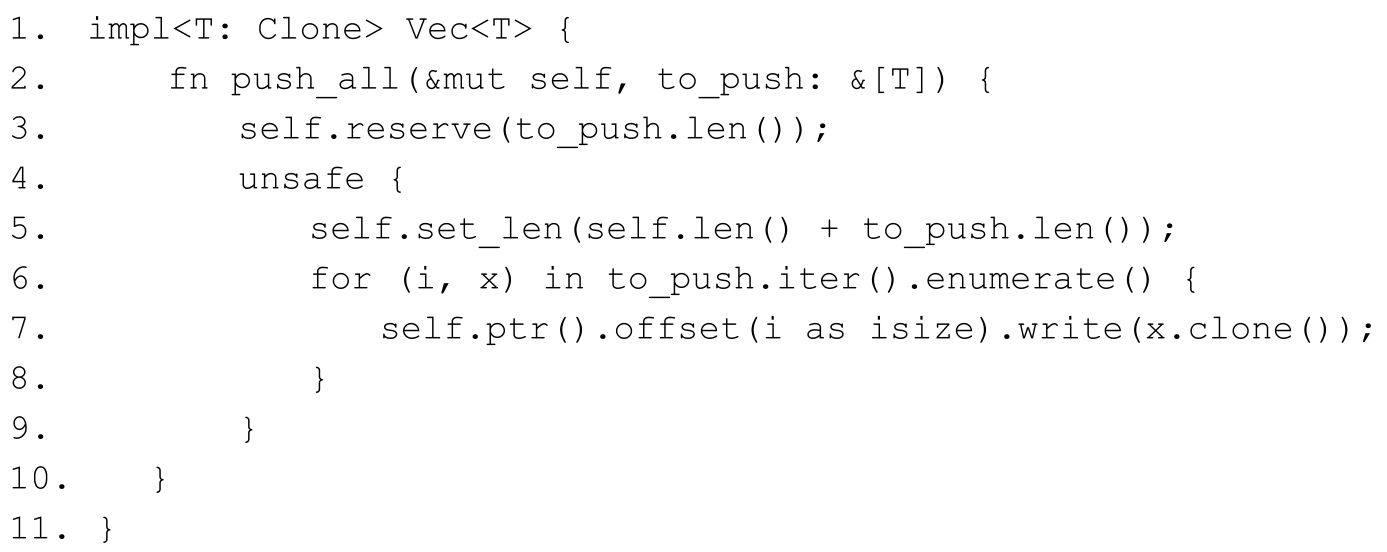 1. impl<T: Clone> Vec<T> {
2. fn push_all(&mut self, to_push: &[T]) {
3. self.reserve(to_push.len());
4. unsafe {
5. self.set_len(self.len() + to_push.len());
6. for (i, x) in to_push.iter().enumerate() {
7. self.ptr().offset(i as isize).write(x.clone());
8. }
9. }
10. }
11. }